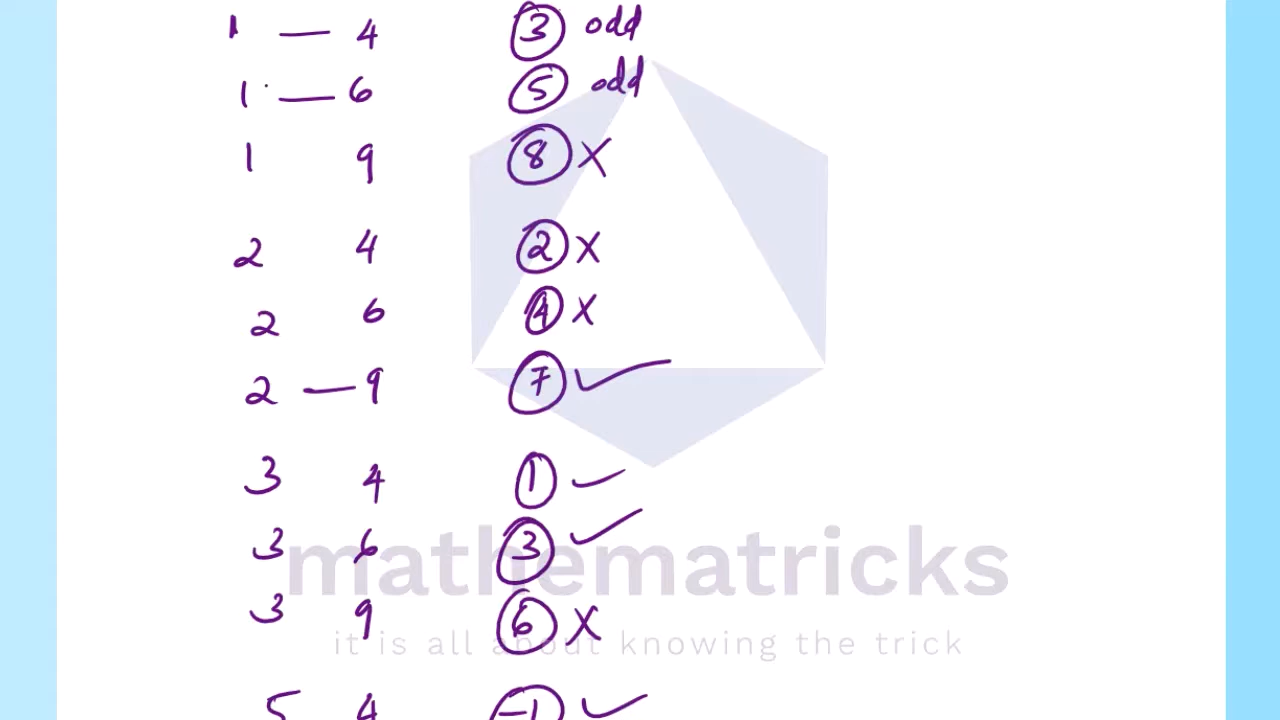 1 — 4 3 odd
1 — 6 5 odd
1 9 8 X
2 4 2 X
2 6 4 X
2 — 9 7 ✓
3 4 1 ✓
3 6 3 ✓
mathematricks
3 9 6 X
it is all about knowing the trick
5 4 -1 ✓